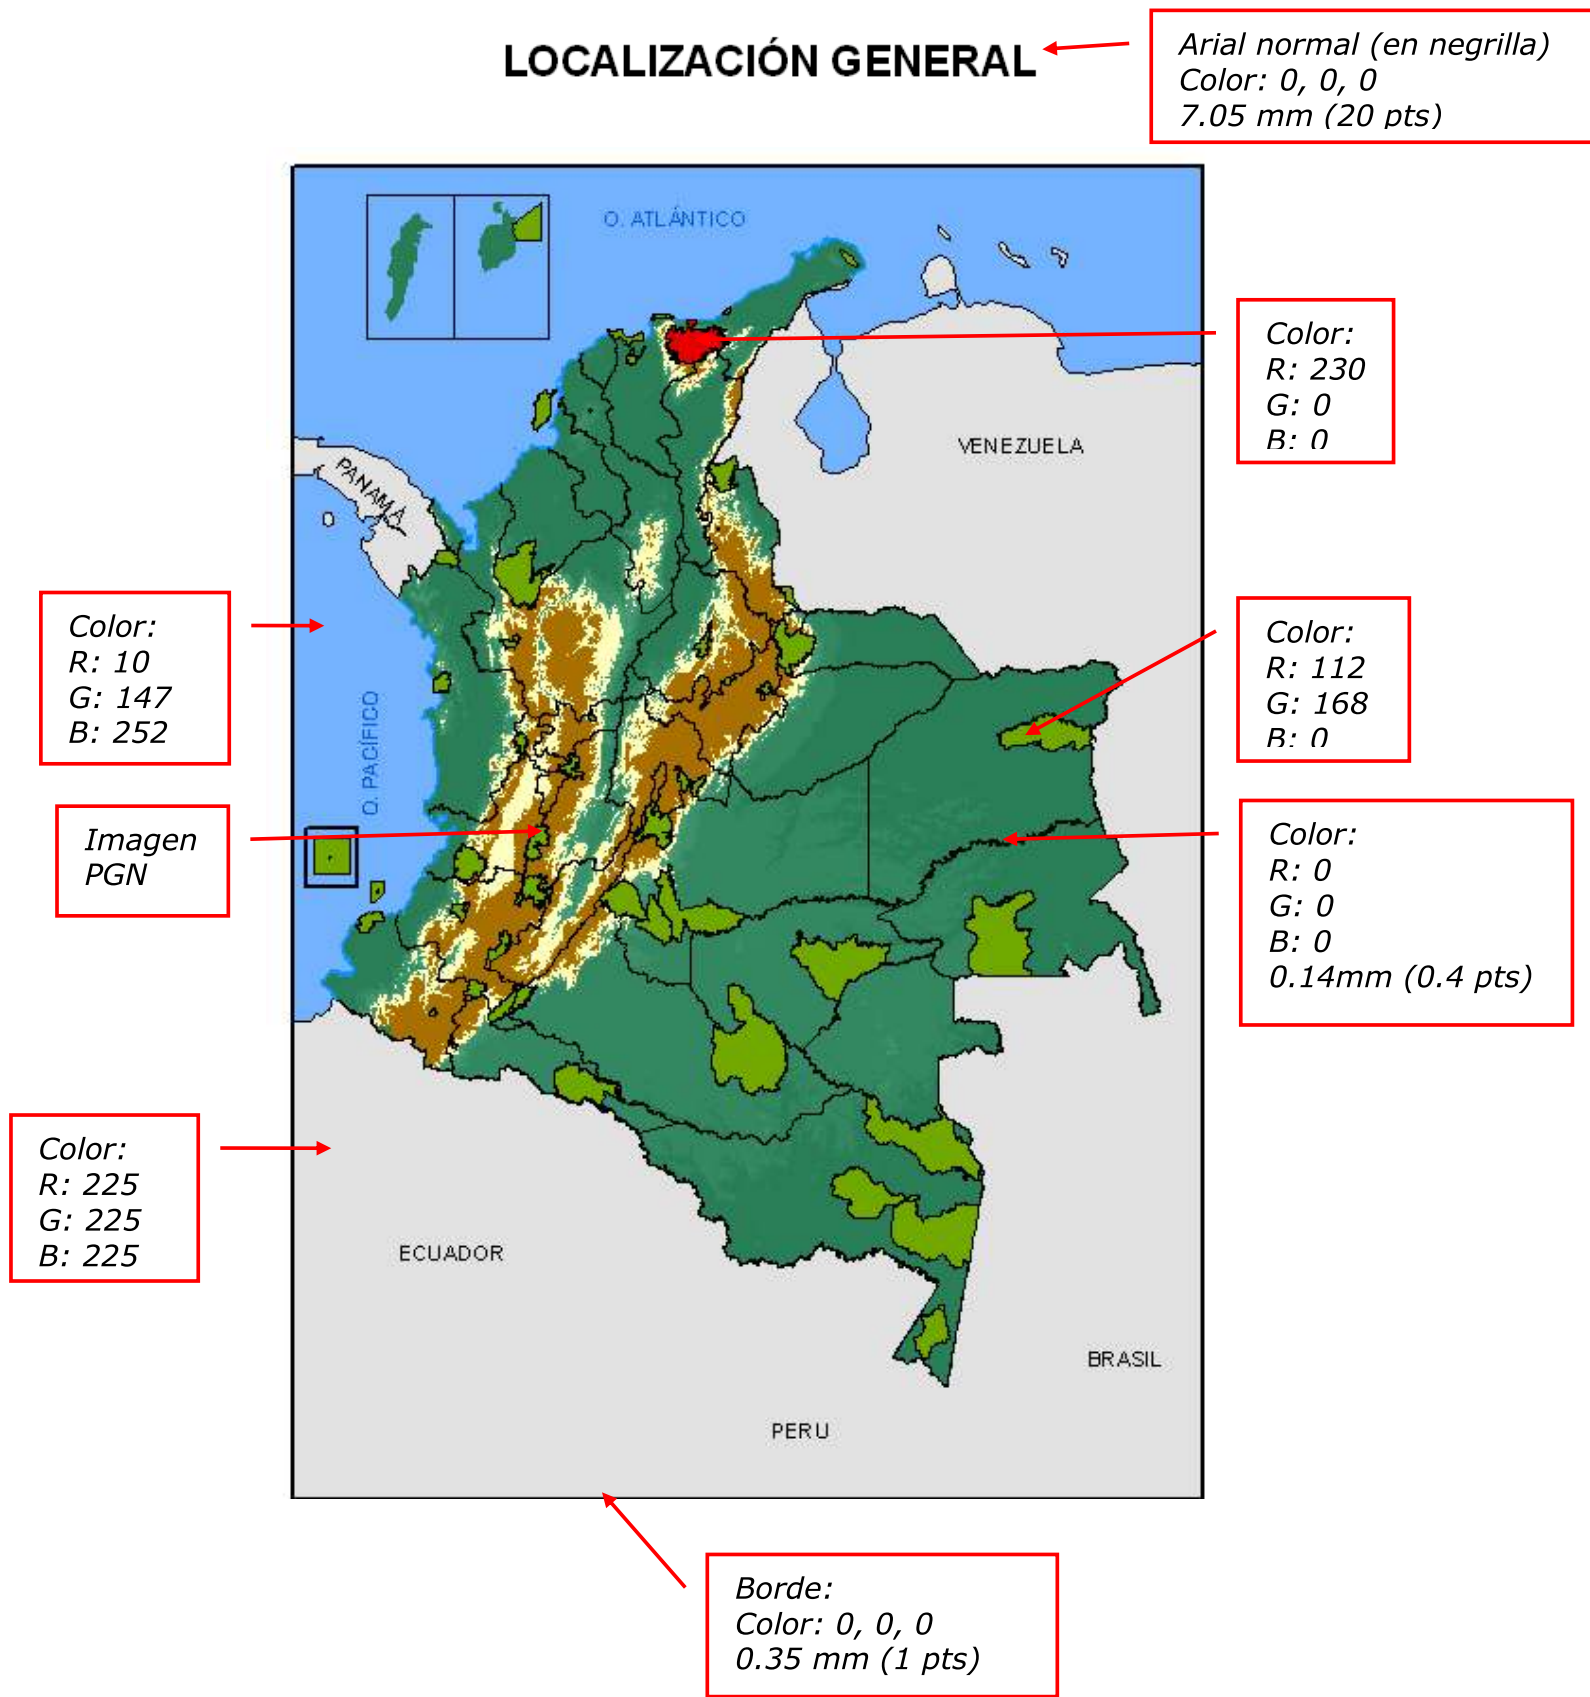 LOCALIZACIÓN GENERAL
Arial normal (en negrilla)
Color: 0, 0, 0
7.05 mm (20 pts)
O. ATLÁNTICO
Color:
R: 230
G: 0
B: 0
VENEZUELA
PANAMÁ
Color:
R: 10
G: 147
B: 252
Color:
R: 112
G: 168
B: 0
O. PACÍFICO
Imagen
PGN
Color:
R: 0
G: 0
B: 0
0.14mm (0.4 pts)
Color:
R: 225
G: 225
B: 225
ECUADOR
BRASIL
PERU
Borde:
Color: 0, 0, 0
0.35 mm (1 pts)